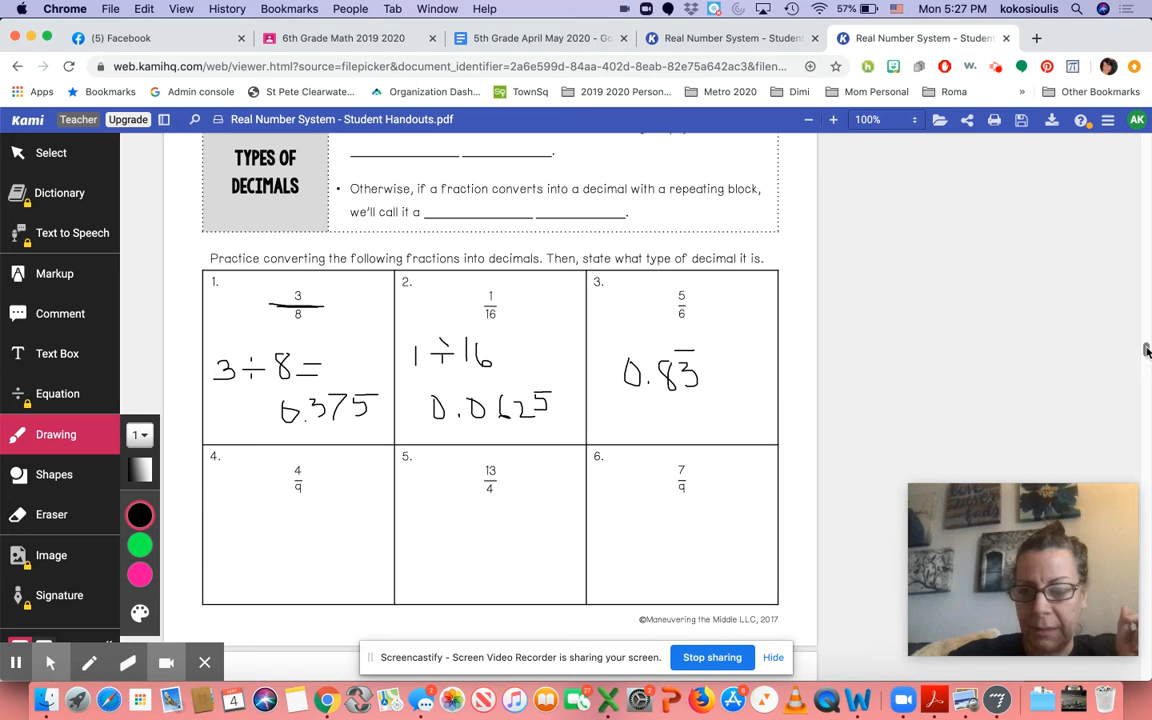 Chrome File Edit View History Bookmarks People Tab Window Help 57% Mon 5:27 PM kokosioulis
(5) Facebook 6th Grade Math 2019 2020 5th Grade April May 2020 - Go Real Number System - Student Real Number System - Student
web.kamihq.com/web/viewer.html?source=filepicker&document_identifier=2a6e599d-84aa-402d-8eab-82e75a642ac3&filen...
Apps Bookmarks Admin console St Pete Clearwate... Organization Dash... TownSq 2019 2020 Person... Metro 2020 Dimi Mom Personal Roma » Other Bookmarks
Kami Teacher Upgrade Real Number System - Student Handouts.pdf 100% AK
Select
Dictionary
Text to Speech
Markup
Comment
Text Box
Equation
Drawing
Shapes
Eraser
Image
Signature
1
TYPES OF
DECIMALS
____________ ____________.
• Otherwise, if a fraction converts into a decimal with a repeating block,
we'll call it a ____________ ____________.
Practice converting the following fractions into decimals. Then, state what type of decimal it is.
1. 3/8
3 ÷ 8 =
0.375̅
2. 1/16
1 ÷ 16
0.0625̅
3. 5/6
0.83̅
4. 4/9
5. 13/4
6. 7/9
©Maneuvering the Middle LLC, 2017
Screencastify - Screen Video Recorder is sharing your screen. Stop sharing Hide